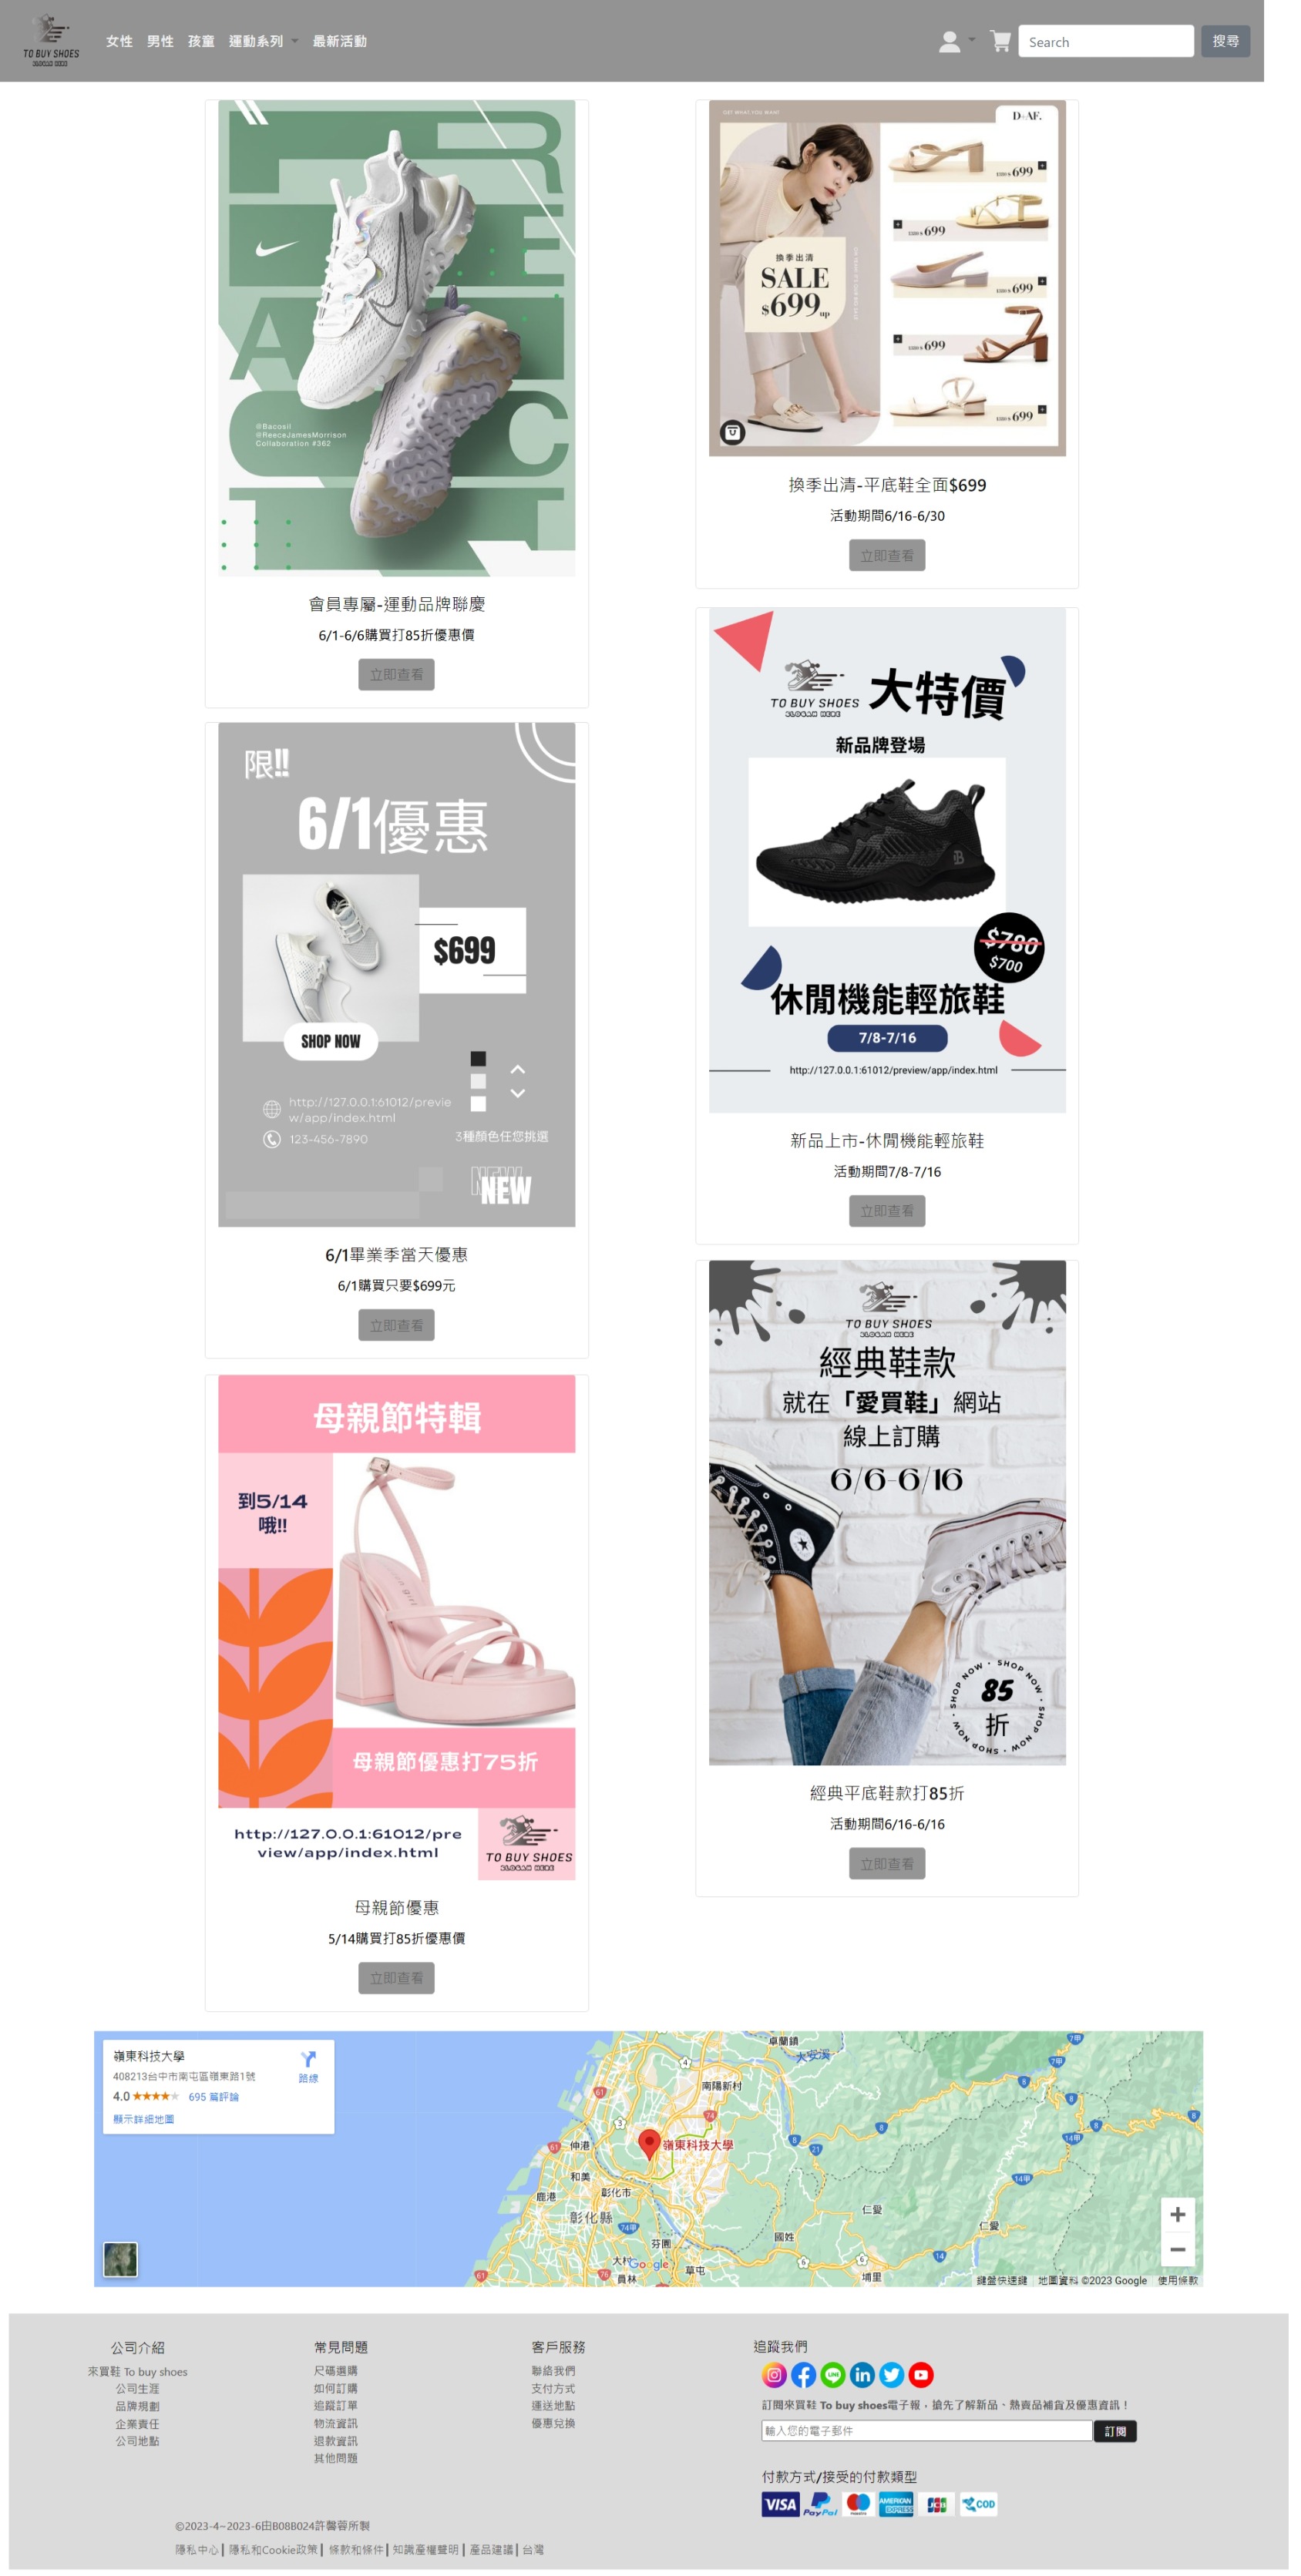 TO BUY SHOES
SLOGAN HERE
女性 男性 孩童 運動系列 最新活動
Search
搜尋
REACT
@Bacosil
@ReeceJamesMorrison
Collaboration #362
會員專屬-運動品牌聯慶
6/1-6/6購買打85折優惠價
立即查看
限!!
6/1優惠
$699
SHOP NOW
http://127.0.0.1:61012/previe
w/app/index.html
123-456-7890
3種顏色任您挑選
NEW
NEW
6/1畢業季當天優惠
6/1購買只要$699元
立即查看
母親節特輯
到5/14
哦!!
母親節優惠打75折
http://127.0.0.1:61012/pre
view/app/index.html
TO BUY SHOES
SLOGAN HERE
母親節優惠
5/14購買打85折優惠價
立即查看
GET WHAT YOU WANT
D+AF.
換季出清
SALE
$699up
699
699
699
699
699
換季出清-平底鞋全面$699
活動期間6/16-6/30
立即查看
TO BUY SHOES
SLOGAN HERE
大特價
新品牌登場
$780
$700
休閒機能輕旅鞋
7/8-7/16
http://127.0.0.1:61012/preview/app/index.html
新品上市-休閒機能輕旅鞋
活動期間7/8-7/16
立即查看
TO BUY SHOES
SLOGAN HERE
經典鞋款
就在「愛買鞋」網站
線上訂購
6/6-6/16
SHOP NOW · SHOP NOW · SHOP NOW · SHOP NOW ·
85
折
經典平底鞋款打85折
活動期間6/16-6/16
立即查看
嶺東科技大學
408213台中市南屯區嶺東路1號
路線
4.0 ★★★★★ 695 篇評論
顯示詳細地圖
卓蘭鎮
大安溪
南陽新村
嶺東科技大學
伸港
和美
鹿港
彰化市
彰化縣
芬園
大村
員林
草屯
國姓
埔里
仁愛
仁愛
Google
鍵盤快速鍵 地圖資料 ©2023 Google 使用條款
公司介紹
來買鞋 To buy shoes
公司生涯
品牌規劃
企業責任
公司地點
常見問題
尺碼選購
如何訂購
追蹤訂單
物流資訊
退款資訊
其他問題
客戶服務
聯絡我們
支付方式
運送地點
優惠兌換
追蹤我們
訂閱來買鞋 To buy shoes電子報，搶先了解新品、熱賣品補貨及優惠資訊！
輸入您的電子郵件
訂閱
付款方式/接受的付款類型
VISA PayPal maestro AMERICAN EXPRESS JCB COD
©2023-4~2023-6由B08B024許馨蓉所製
隱私中心 | 隱私和Cookie政策 | 條款和條件 | 知識產權聲明 | 產品建議 | 台灣